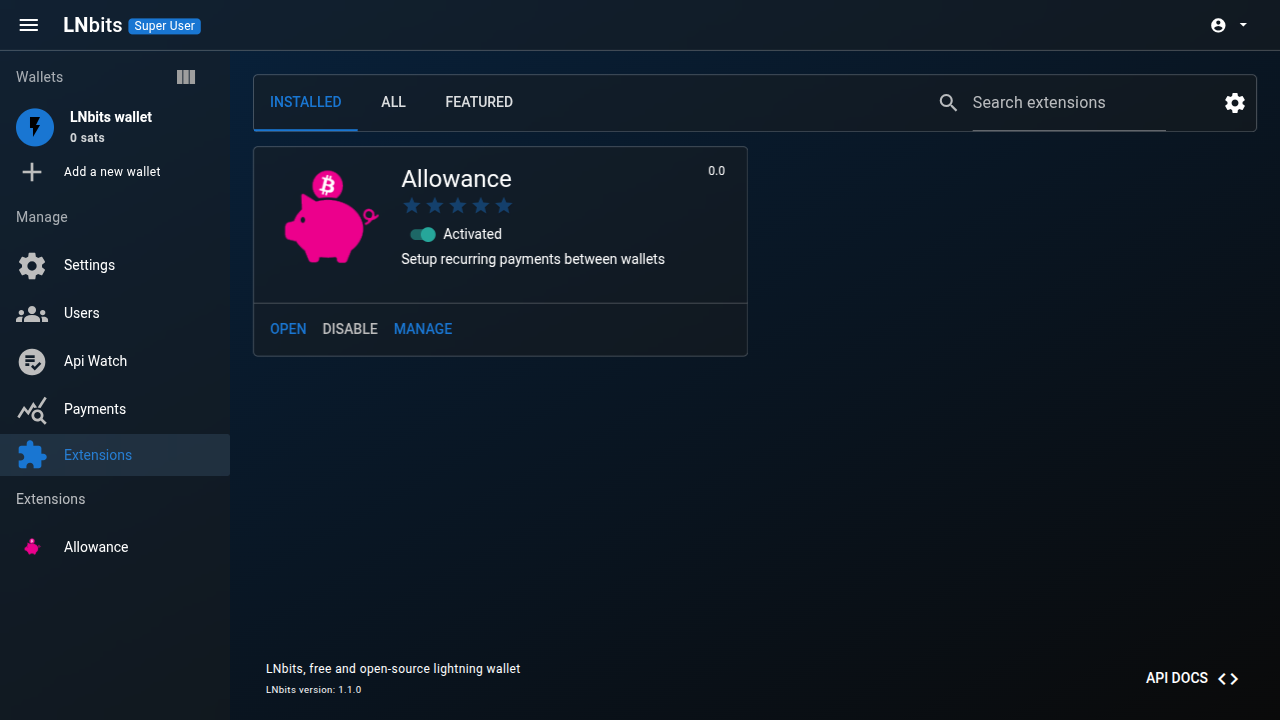 LNbits Super User
Wallets
LNbits wallet
0 sats
Add a new wallet
Manage
Settings
Users
Api Watch
Payments
Extensions
Extensions
Allowance
INSTALLED ALL FEATURED Search extensions
Allowance 0.0
Activated
Setup recurring payments between wallets
OPEN DISABLE MANAGE
LNbits, free and open-source lightning wallet
LNbits version: 1.1.0
API DOCS